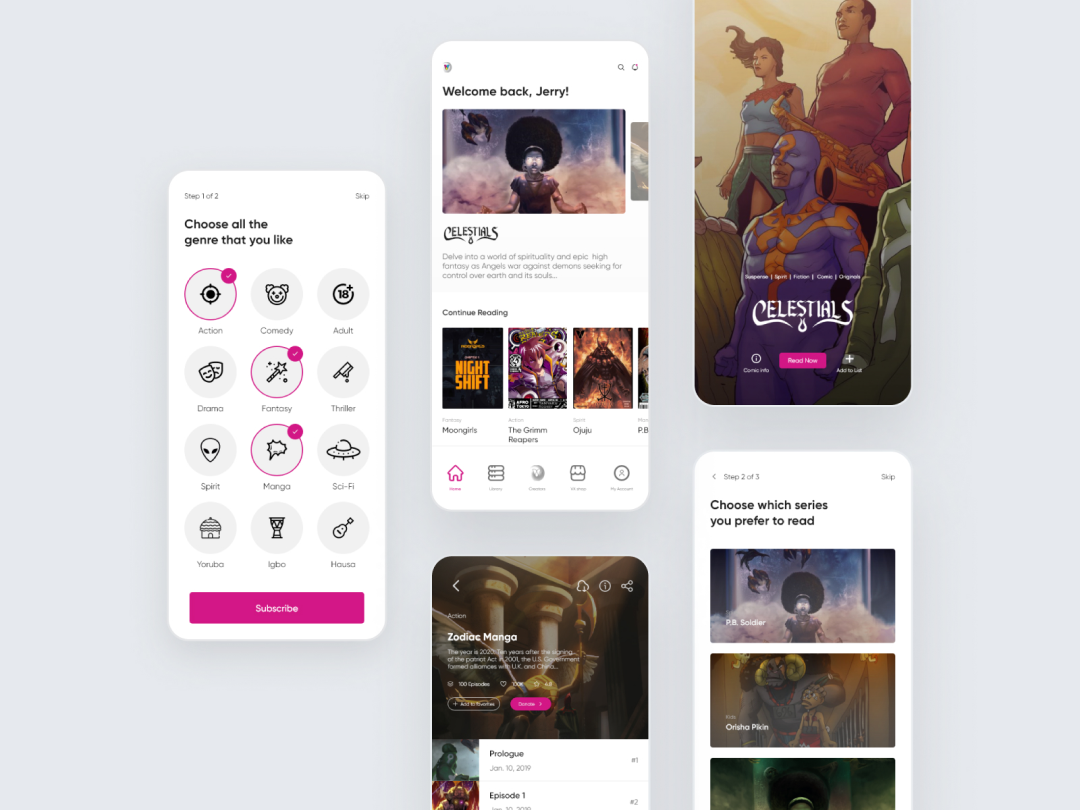 Step 1 of 2
Skip
Choose all the
genre that you like
Action
Comedy
18+
Adult
Drama
Fantasy
Thriller
Spirit
Manga
Sci-Fi
Yoruba
Igbo
Hausa
Subscribe
Welcome back, Jerry!
CELESTIALS
Delve into a world of spirituality and epic high
fantasy as Angels war against demons seeking for
control over earth and its souls...
Continue Reading
NIGHT
SHIFT
Fantasy
Moongirls
Action
The Grimm
Reapers
Spirit
Ojuju
P.B
Home
Library
Creators
My Account
Action
Zodiac Manga
The year is 2020. Ten years after the signing
of the patriot Act in 2001, the U.S. Government
formed alliances with U.K. and China...
100 Episodes
Add to favorites
Donate
Prologue
Jan. 10, 2019
#1
Episode 1
Jan. 10, 2019
#2
Suspense | Spirit | Fiction | Comic | Originals
CELESTIALS
Comic info
Read Now
Add to List
Step 2 of 3
Skip
Choose which series
you prefer to read
P.B. Soldier
Orisha Pikin